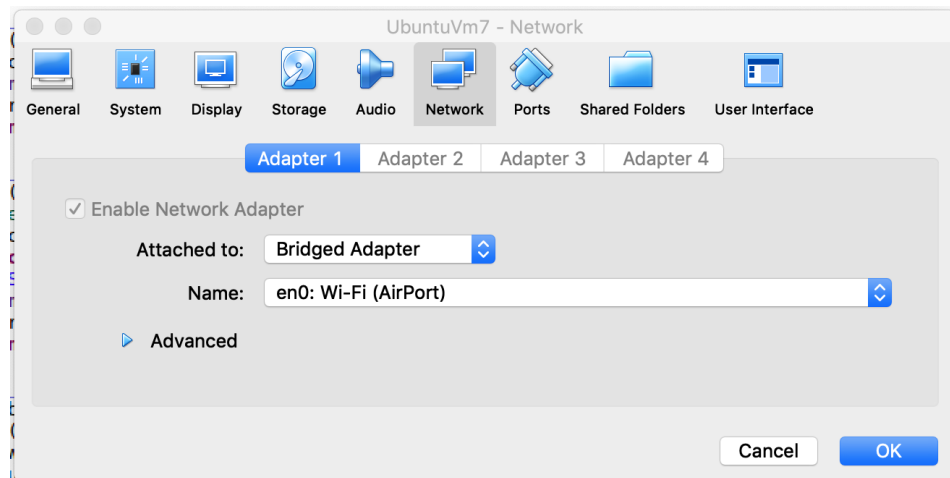 UbuntuVm7 - Network
General System Display Storage Audio Network Ports Shared Folders User Interface
Adapter 1 Adapter 2 Adapter 3 Adapter 4
Enable Network Adapter
Attached to: Bridged Adapter
Name: en0: Wi-Fi (AirPort)
Advanced
Cancel OK